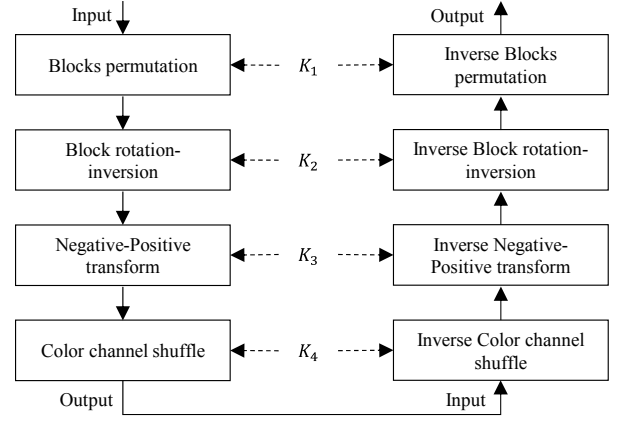 Input
Output
Blocks permutation
K₁
Inverse Blocks
permutation
Block rotation-
inversion
K₂
Inverse Block rotation-
inversion
Negative-Positive
transform
K₃
Inverse Negative-
Positive transform
Color channel shuffle
K₄
Inverse Color channel
shuffle
Output
Input